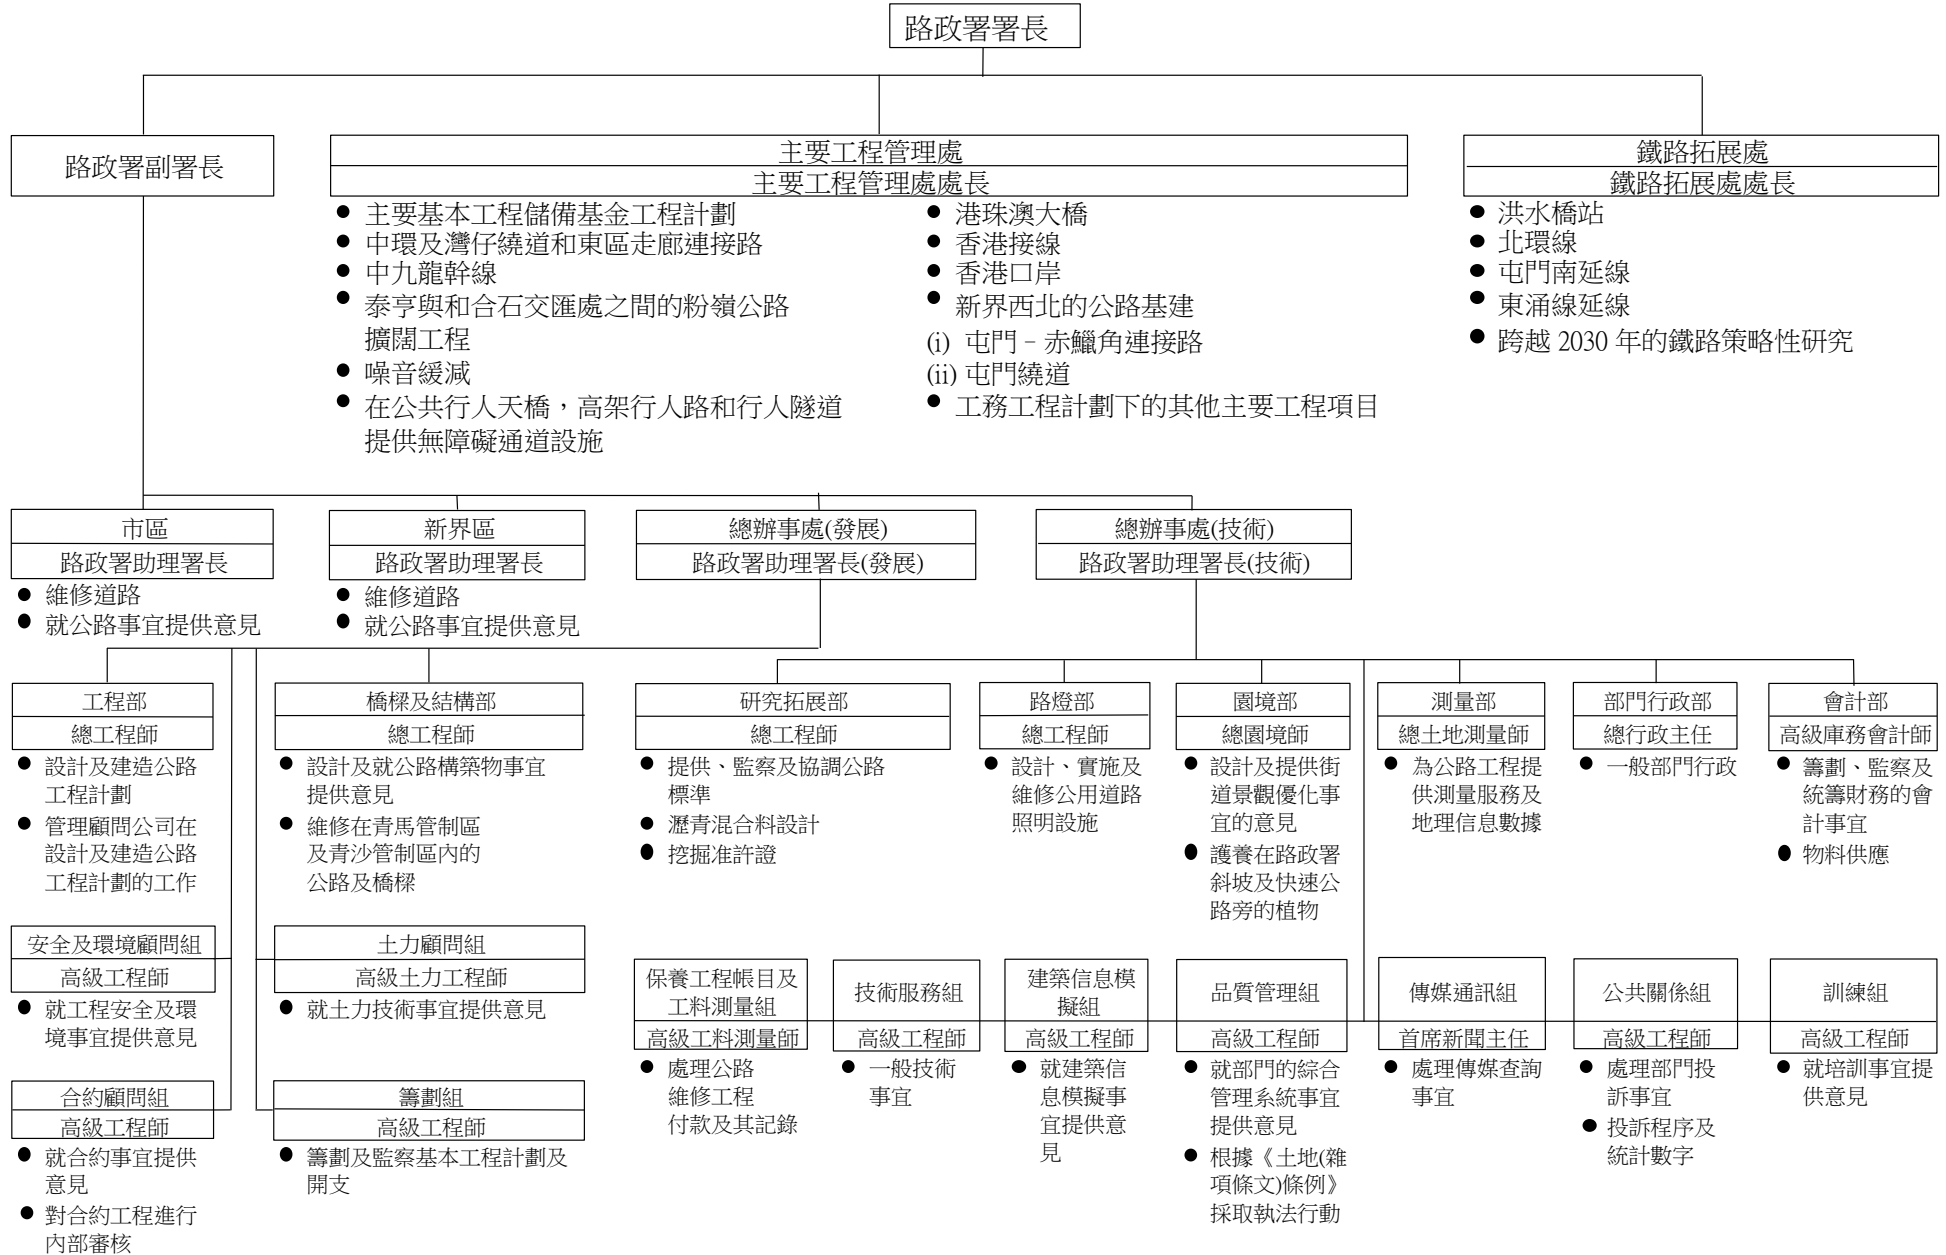 路政署署長
路政署副署長
主要工程管理處
主要工程管理處處長
● 主要基本工程儲備基金工程計劃
● 中環及灣仔繞道和東區走廊連接路
● 中九龍幹線
● 泰亨與和合石交匯處之間的粉嶺公路
擴闊工程
● 噪音緩減
● 在公共行人天橋，高架行人路和行人隧道
提供無障礙通道設施
● 港珠澳大橋
● 香港接線
● 香港口岸
● 新界西北的公路基建
(i) 屯門－赤鱲角連接路
(ii) 屯門繞道
● 工務工程計劃下的其他主要工程項目
鐵路拓展處
鐵路拓展處處長
● 洪水橋站
● 北環線
● 屯門南延線
● 東涌線延線
● 跨越 2030 年的鐵路策略性研究
市區
路政署助理署長
● 維修道路
● 就公路事宜提供意見
新界區
路政署助理署長
● 維修道路
● 就公路事宜提供意見
總辦事處(發展)
路政署助理署長(發展)
總辦事處(技術)
路政署助理署長(技術)
工程部
總工程師
● 設計及建造公路
工程計劃
● 管理顧問公司在
設計及建造公路
工程計劃的工作
橋樑及結構部
總工程師
● 設計及就公路構築物事宜
提供意見
● 維修在青馬管制區
及青沙管制區內的
公路及橋樑
研究拓展部
總工程師
● 提供、監察及協調公路
標準
● 瀝青混合料設計
● 挖掘准許證
路燈部
總工程師
● 設計、實施及
維修公用道路
照明設施
園境部
總園境師
● 設計及提供街
道景觀優化事
宜的意見
● 護養在路政署
斜坡及快速公
路旁的植物
測量部
總土地測量師
● 為公路工程提
供測量服務及
地理信息數據
部門行政部
總行政主任
● 一般部門行政
會計部
高級庫務會計師
● 籌劃、監察及
統籌財務的會
計事宜
● 物料供應
安全及環境顧問組
高級工程師
● 就工程安全及環
境事宜提供意見
土力顧問組
高級土力工程師
● 就土力技術事宜提供意見
合約顧問組
高級工程師
● 就合約事宜提供
意見
● 對合約工程進行
內部審核
籌劃組
高級工程師
● 籌劃及監察基本工程計劃及
開支
保養工程帳目及
工料測量組
高級工料測量師
● 處理公路
維修工程
付款及其記錄
技術服務組
高級工程師
● 一般技術
事宜
建築信息模
擬組
高級工程師
● 就建築信
息模擬事
宜提供意
見
品質管理組
高級工程師
● 就部門的綜合
管理系統事宜
提供意見
● 根據《土地(雜
項條文)條例》
採取執法行動
傳媒通訊組
首席新聞主任
● 處理傳媒查詢
事宜
公共關係組
高級工程師
● 處理部門投
訴事宜
● 投訴程序及
統計數字
訓練組
高級工程師
● 就培訓事宜提
供意見